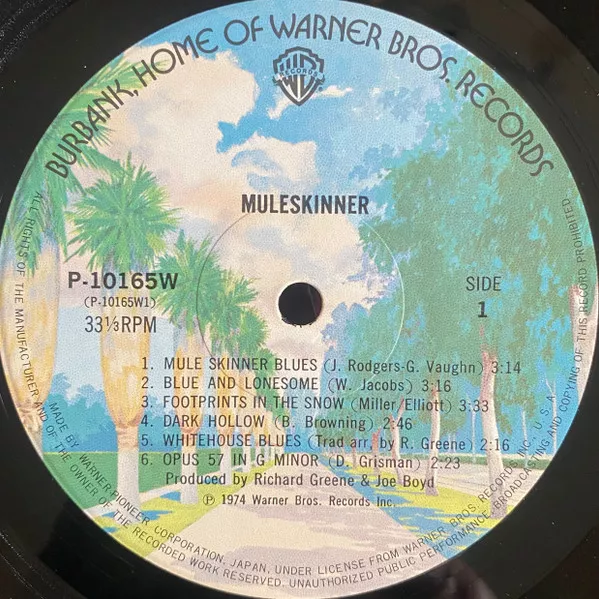 BURBANK, HOME OF WARNER BROS. RECORDS
W
RECORDS
MULESKINNER
P-10165W
(P-10165W1)
33⅓RPM
SIDE
1
1. MULE SKINNER BLUES (J. Rodgers-G. Vaughn) 3:14
2. BLUE AND LONESOME (W. Jacobs) 3:16
3. FOOTPRINTS IN THE SNOW (Miller Elliott) 3:33
4. DARK HOLLOW (B. Browning) 2:46
5. WHITEHOUSE BLUES (Trad arr. by R. Greene) 2:16
6. OPUS 57 IN G MINOR (D. Grisman) 2:23
Produced by Richard Greene & Joe Boyd
Ⓟ 1974 Warner Bros. Records Inc.
MADE BY WARNER-PIONEER CORPORATION, JAPAN, UNDER LICENSE FROM WARNER BROS. RECORDS INC., U.S.A.
ALL RIGHTS OF THE MANUFACTURER AND OF THE OWNER OF THE RECORDED WORK RESERVED. UNAUTHORIZED PUBLIC PERFORMANCE, BROADCASTING AND COPYING OF THIS RECORD PROHIBITED